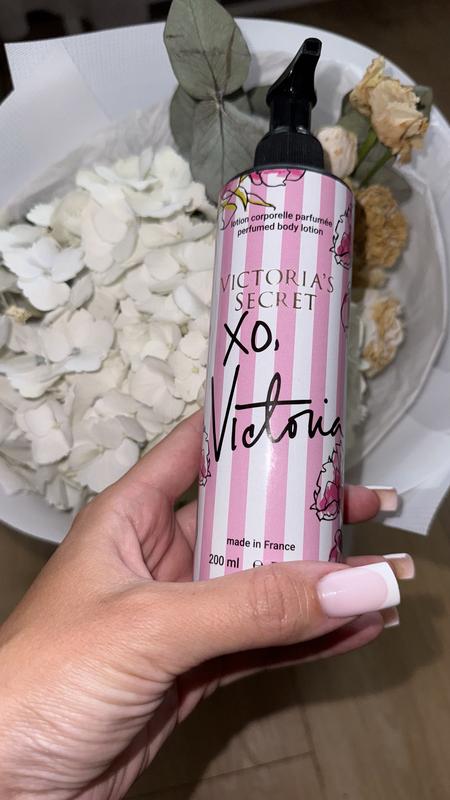 lotion corporelle parfumée
perfumed body lotion
VICTORIA'S
SECRET
XO,
Victoria
made in France
200 ml e